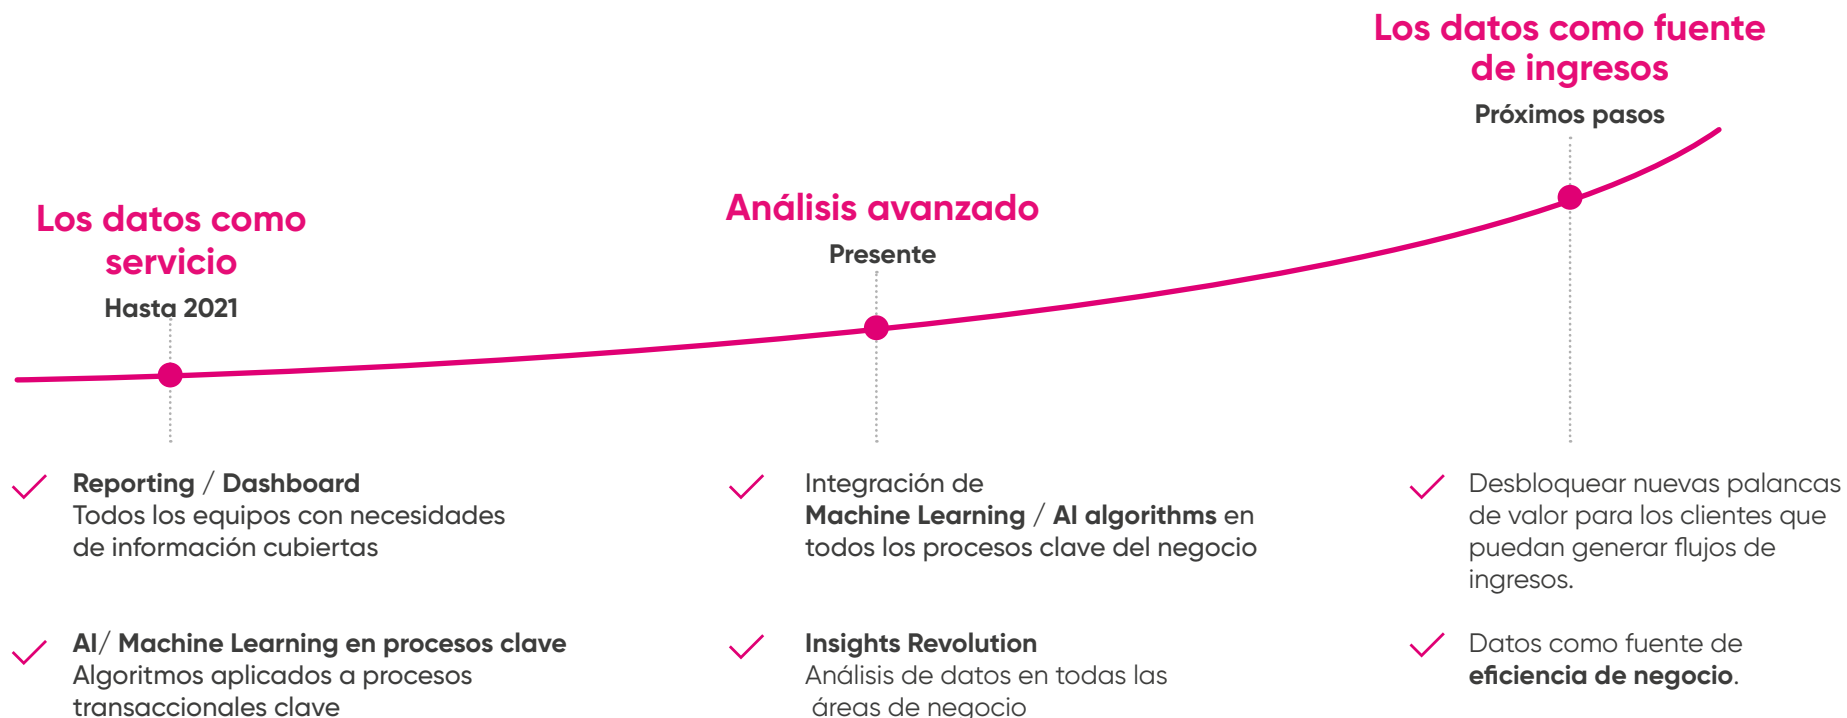 Los datos como
servicio
Hasta 2021
Reporting / Dashboard
Todos los equipos con necesidades
de información cubiertas
AI/ Machine Learning en procesos clave
Algoritmos aplicados a procesos
transaccionales clave
Análisis avanzado
Presente
Integración de
Machine Learning / AI algorithms en
todos los procesos clave del negocio
Insights Revolution
Análisis de datos en todas las
áreas de negocio
Los datos como fuente
de ingresos
Próximos pasos
Desbloquear nuevas palancas
de valor para los clientes que
puedan generar flujos de
ingresos.
Datos como fuente de
eficiencia de negocio.